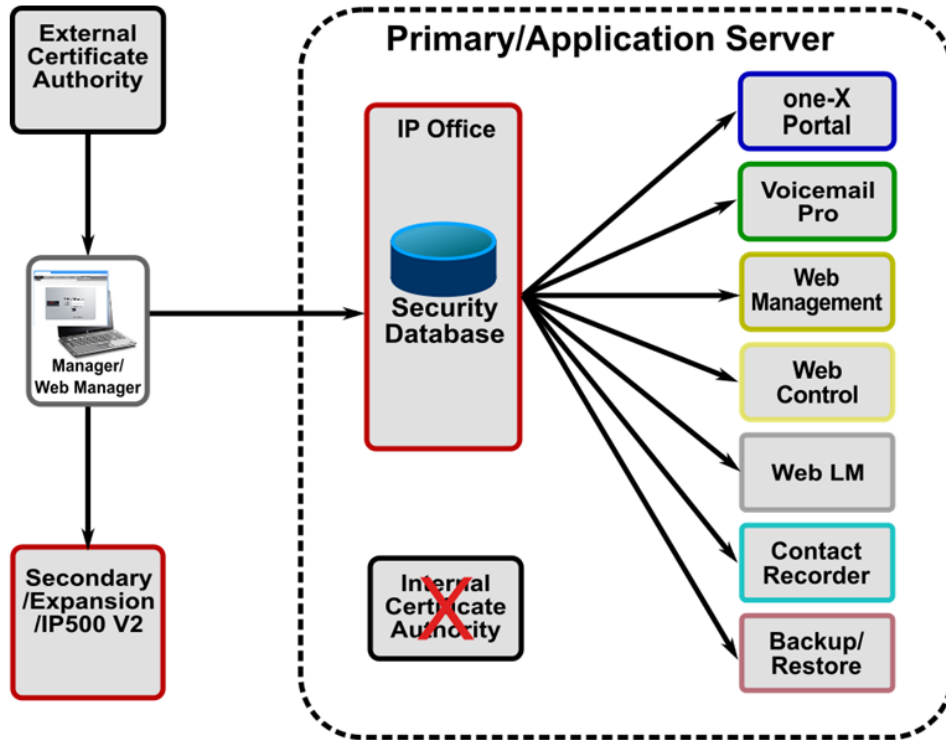 External
Certificate
Authority
Manager/
Web Manager
Secondary
/Expansion
/IP500 V2
Primary/Application Server
IP Office
Security
Database
Internal
Certificate
Authority
one-X
Portal
Voicemail
Pro
Web
Management
Web
Control
Web LM
Contact
Recorder
Backup/
Restore